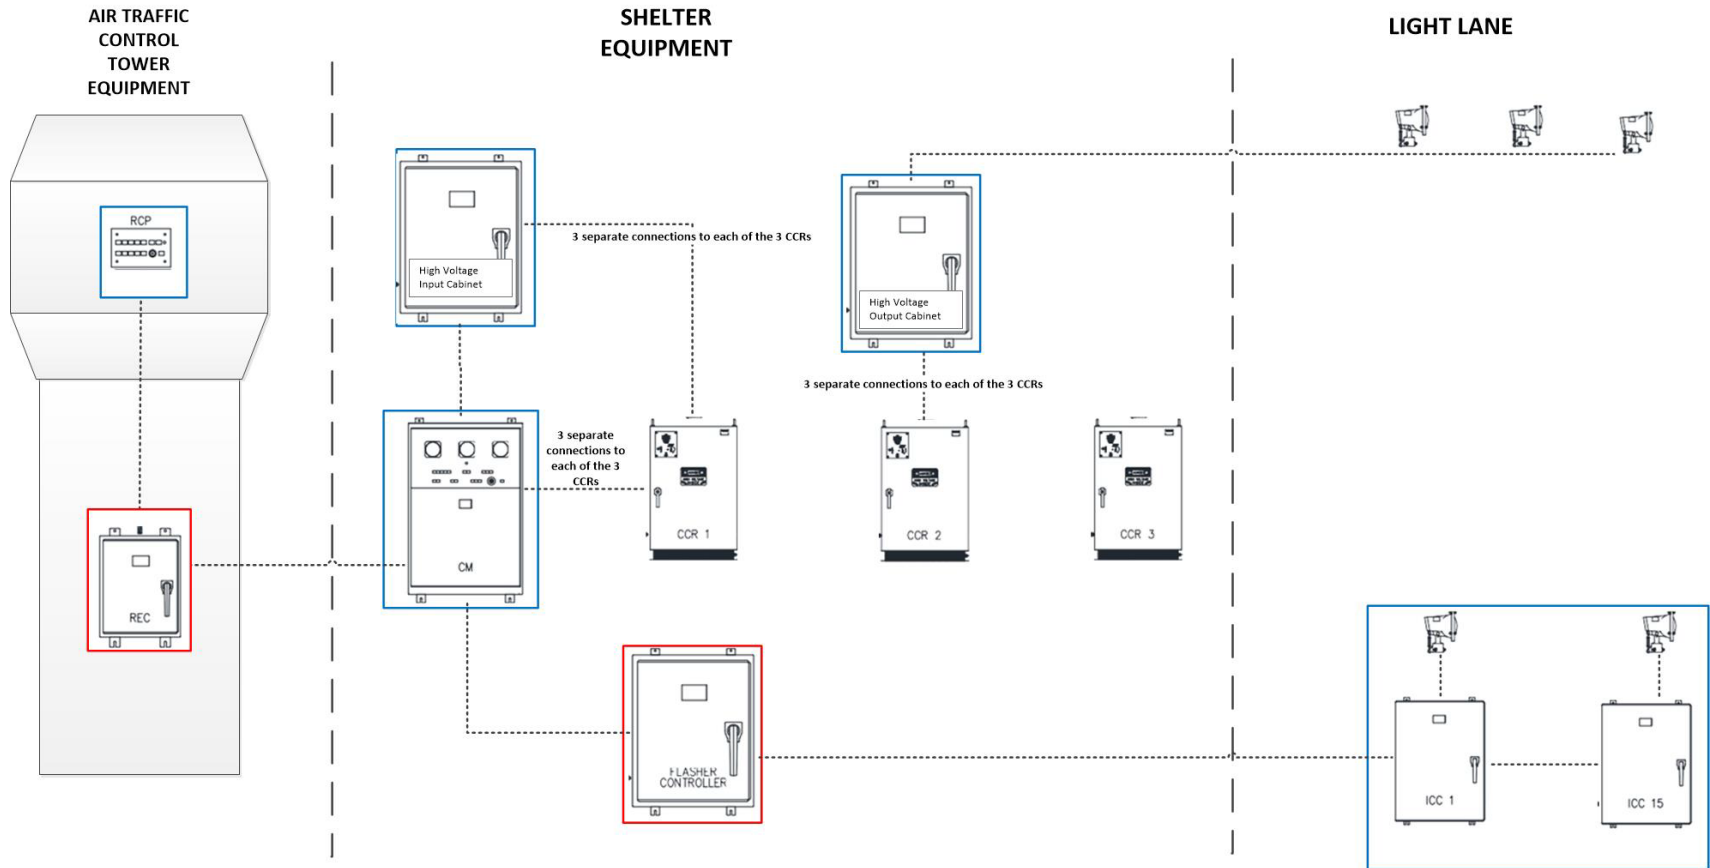 AIR TRAFFIC
CONTROL
TOWER
EQUIPMENT
SHELTER
EQUIPMENT
LIGHT LANE
RCP
REC
High Voltage
Input Cabinet
3 separate connections to each of the 3 CCRs
High Voltage
Output Cabinet
3 separate connections to each of the 3 CCRs
3 separate
connections to
each of the 3
CCRs
CM
CCR 1
CCR 2
CCR 3
FLASHER
CONTROLLER
ICC 1
ICC 15